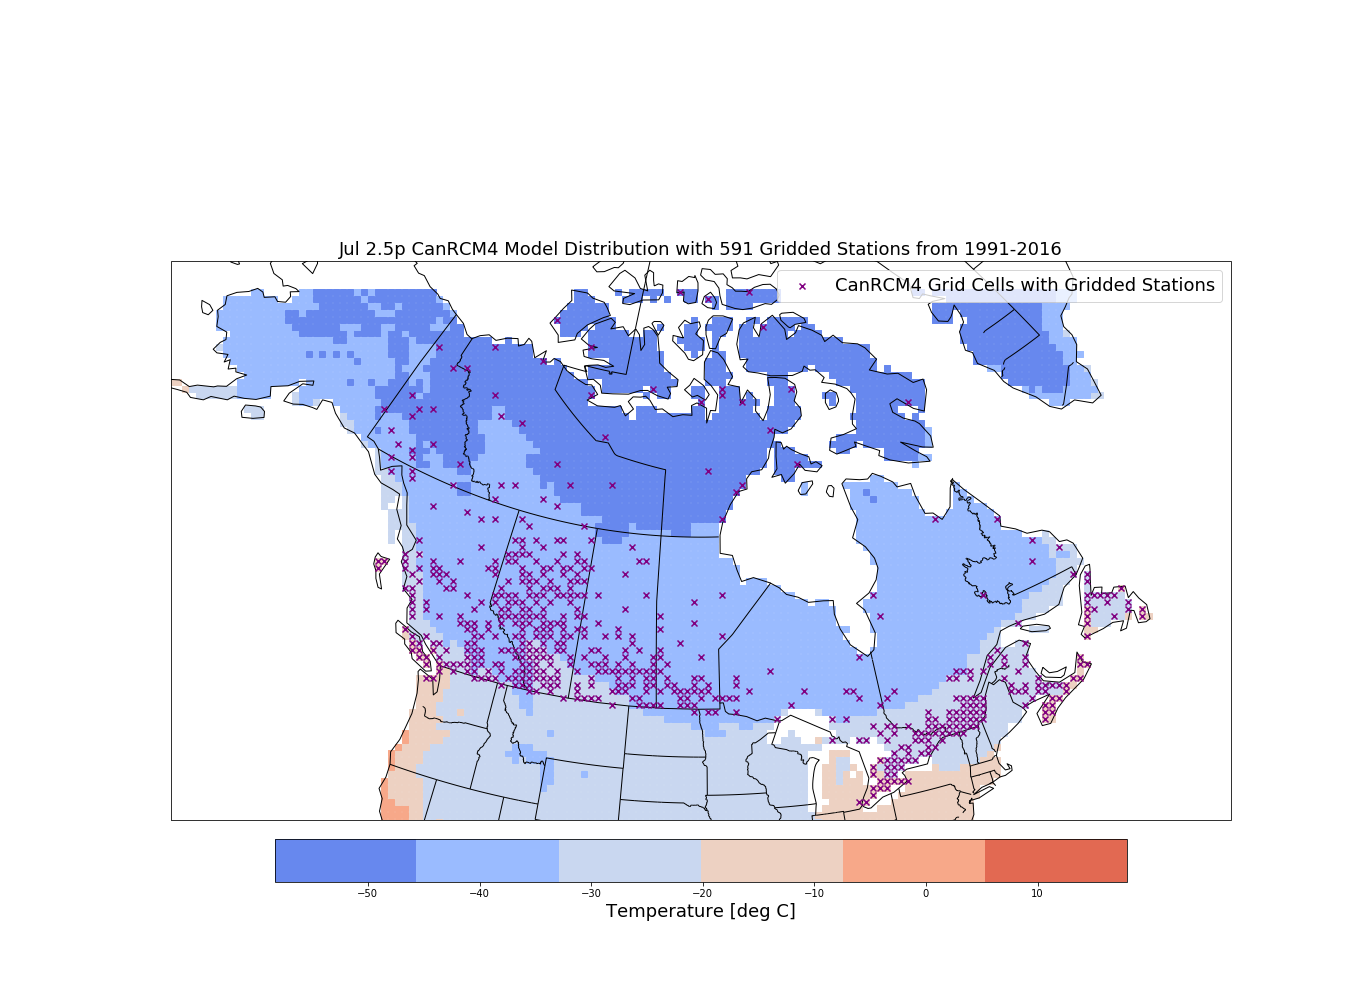 Jul 2.5p CanRCM4 Model Distribution with 591 Gridded Stations from 1991-2016
CanRCM4 Grid Cells with Gridded Stations
−50 −40 −30 −20 −10 0 10
Temperature [deg C]